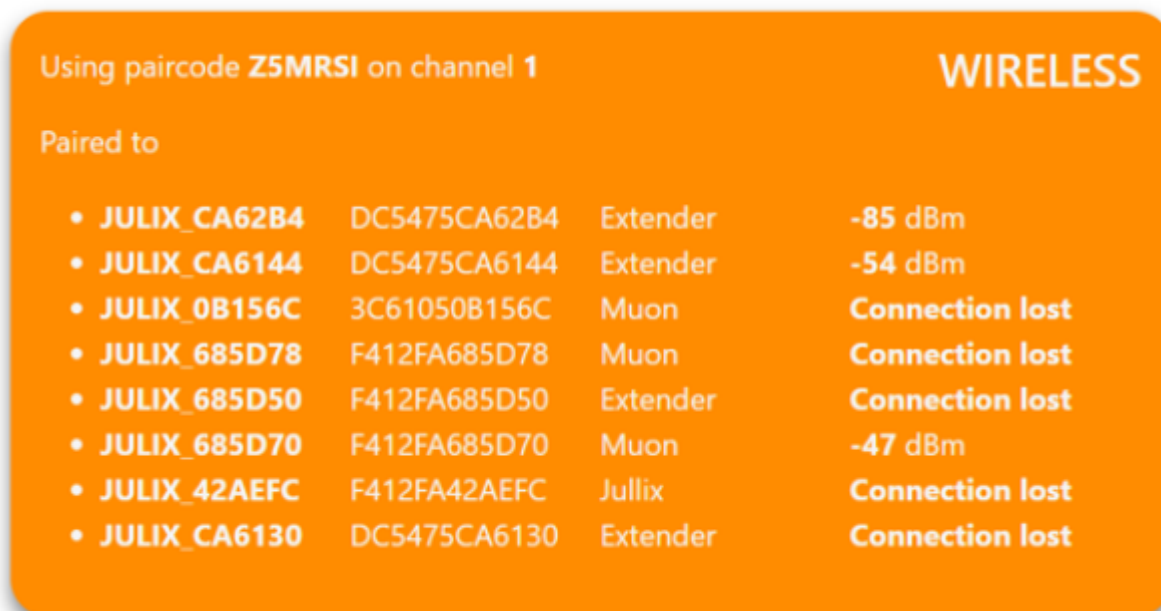 Using paircode Z5MRSI on channel 1
WIRELESS
Paired to
• JULIX_CA62B4 DC5475CA62B4 Extender -85 dBm
• JULIX_CA6144 DC5475CA6144 Extender -54 dBm
• JULIX_0B156C 3C61050B156C Muon Connection lost
• JULIX_685D78 F412FA685D78 Muon Connection lost
• JULIX_685D50 F412FA685D50 Extender Connection lost
• JULIX_685D70 F412FA685D70 Muon -47 dBm
• JULIX_42AEFC F412FA42AEFC Jullix Connection lost
• JULIX_CA6130 DC5475CA6130 Extender Connection lost